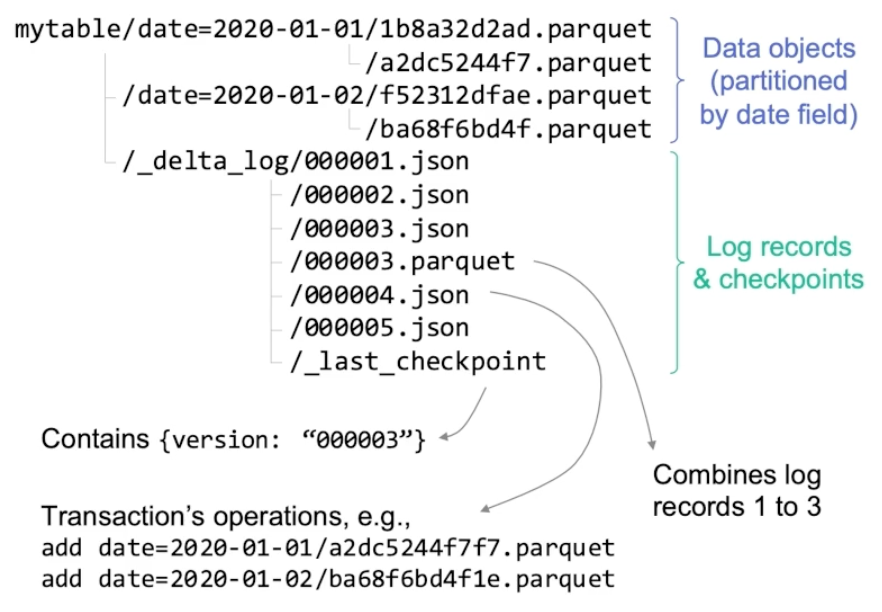 mytable/date=2020-01-01/1b8a32d2ad.parquet
/a2dc5244f7.parquet
/date=2020-01-02/f52312dfae.parquet
/ba68f6bd4f.parquet
/_delta_log/000001.json
/000002.json
/000003.json
/000003.parquet
/000004.json
/000005.json
/_last_checkpoint
Data objects
(partitioned
by date field)
Log records
& checkpoints
Contains {version: “000003”}
Combines log
records 1 to 3
Transaction’s operations, e.g.,
add date=2020-01-01/a2dc5244f7f7.parquet
add date=2020-01-02/ba68f6bd4f1e.parquet